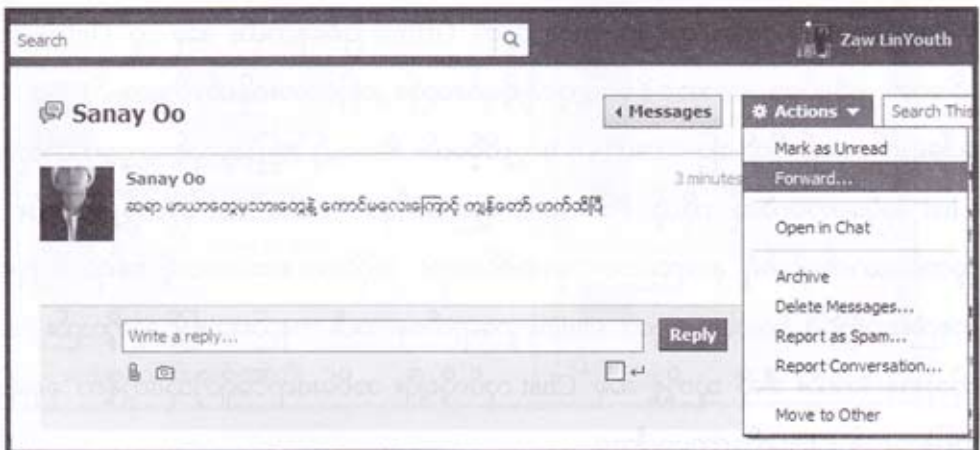 Search
Zaw LinYouth
Sanay Oo
Messages
Actions
Search This
Sanay Oo
3 minutes
ဆရာ မာယာတွေမုသားတွေနဲ့ ကောင်မလေးကြောင့် ကျွန်တော် ဟက်ထိပြီ
Mark as Unread
Forward...
Open in Chat
Archive
Delete Messages...
Report as Spam...
Report Conversation...
Move to Other
Write a reply...
Reply